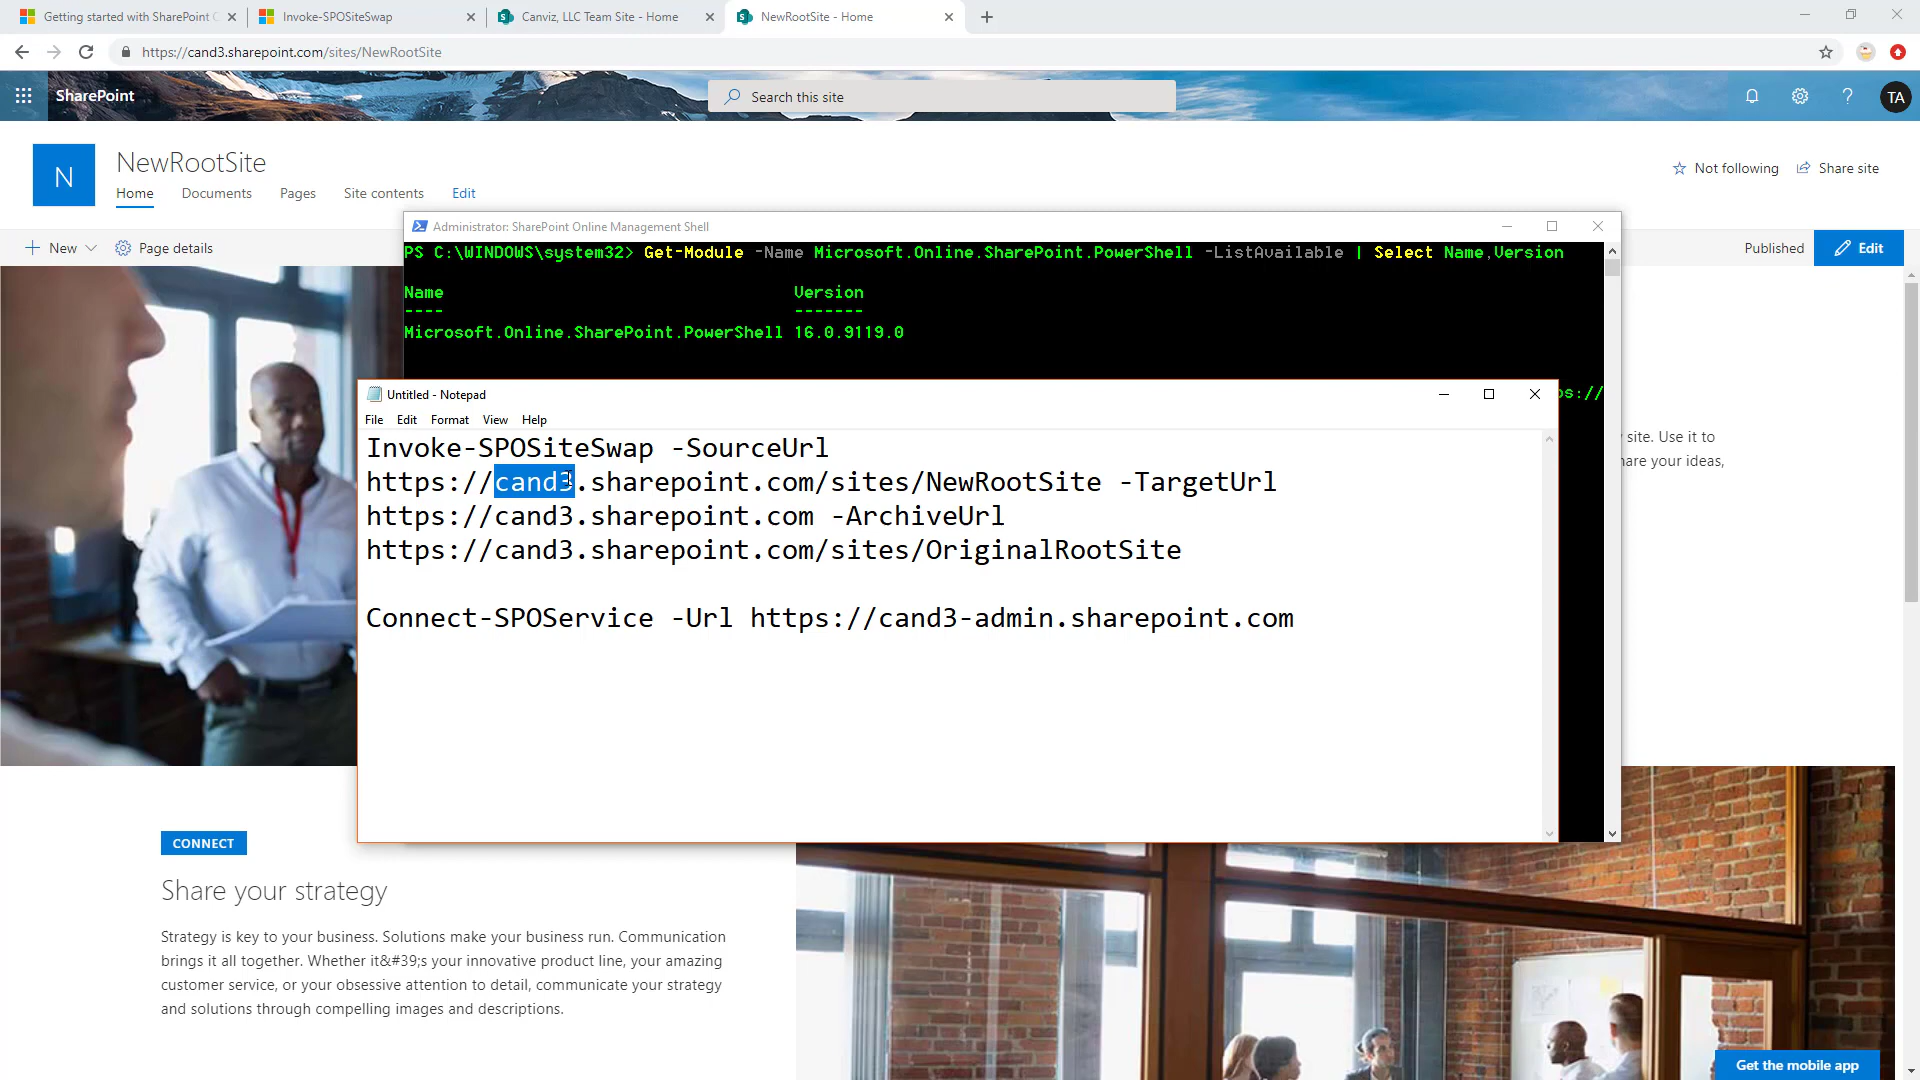 Getting started with SharePoint C
Invoke-SPOSiteSwap
Canviz, LLC Team Site - Home
NewRootSite - Home
https://cand3.sharepoint.com/sites/NewRootSite
SharePoint
Search this site
TA
N
NewRootSite
Home
Documents
Pages
Site contents
Edit
Not following
Share site
New
Page details
Published
Edit
Administrator: SharePoint Online Management Shell
PS C:\WINDOWS\system32> Get-Module -Name Microsoft.Online.SharePoint.PowerShell -ListAvailable | Select Name,Version
Name Version
---- -------
Microsoft.Online.SharePoint.PowerShell 16.0.9119.0
ps://
Untitled - Notepad
File Edit Format View Help
Invoke-SPOSiteSwap -SourceUrl
https://cand3.sharepoint.com/sites/NewRootSite -TargetUrl
https://cand3.sharepoint.com -ArchiveUrl
https://cand3.sharepoint.com/sites/OriginalRootSite
Connect-SPOService -Url https://cand3-admin.sharepoint.com
site. Use it to
are your ideas,
CONNECT
Share your strategy
Strategy is key to your business. Solutions make your business run. Communication
brings it all together. Whether it&#39;s your innovative product line, your amazing
customer service, or your obsessive attention to detail, communicate your strategy
and solutions through compelling images and descriptions.
Get the mobile app